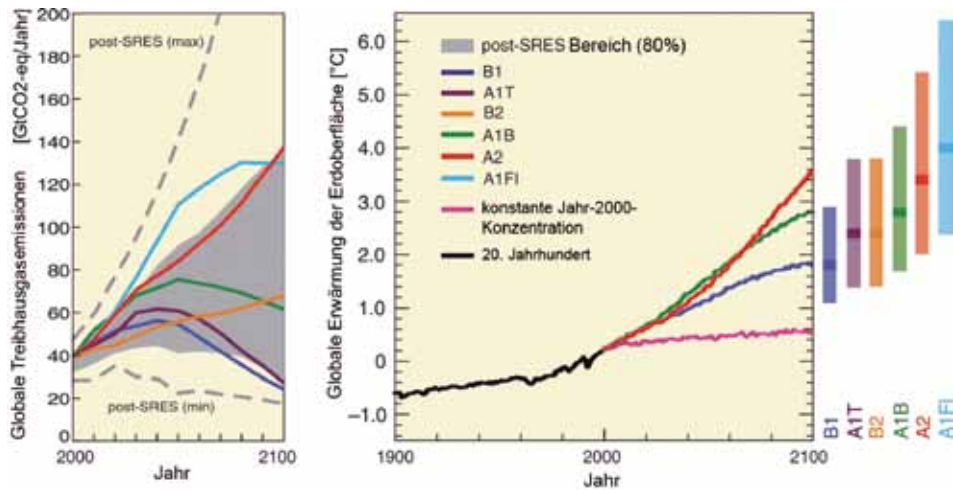 Globale Treibhausgasemissionen [GtCO2-eq/Jahr]
200
180
160
140
120
100
80
60
40
20
0
post-SRES (max)
post-SRES (min)
2000
2100
Jahr
Globale Erwärmung der Erdoberfläche [°C]
6.0
5.0
4.0
3.0
2.0
1.0
0
–1.0
post-SRES Bereich (80%)
B1
A1T
B2
A1B
A2
A1FI
konstante Jahr-2000-
Konzentration
20. Jahrhundert
1900
2000
2100
Jahr
B1
A1T
B2
A1B
A2
A1FI